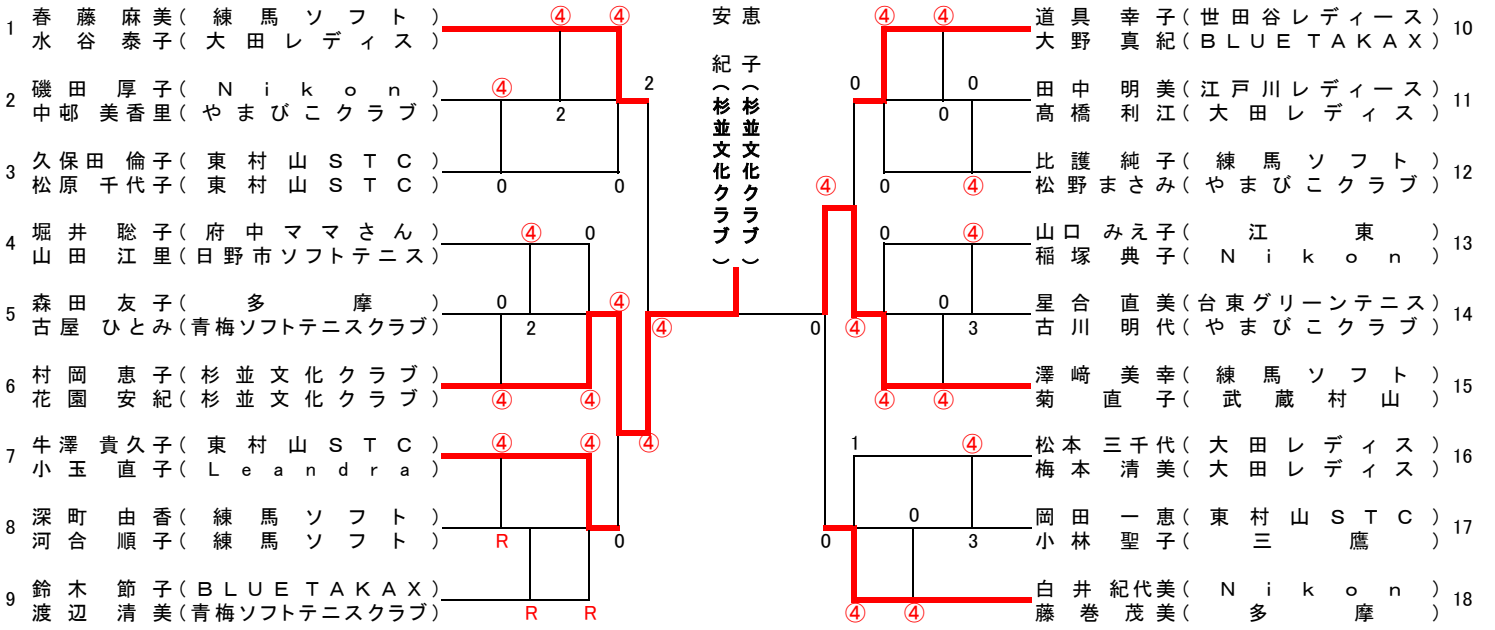 1
春藤 麻美(練馬ソフト)
水谷 泰子(大田レディス)
2
磯田 厚子(Nikon)
中邨 美香里(やまびこクラブ)
3
久保田 倫子(東村山STC)
松原 千代子(東村山STC)
4
堀井 聡子(府中ママさん)
山田 江里(日野市ソフトテニス)
5
森田 友子(多摩)
古屋 ひとみ(青梅ソフトテニスクラブ)
6
村岡 恵子(杉並文化クラブ)
花園 安紀(杉並文化クラブ)
7
牛澤 貴久子(東村山STC)
小玉 直子(Leandra)
8
深町 由香(練馬ソフト)
河合 順子(練馬ソフト)
9
鈴木 節子(BLUE TAKAX)
渡辺 清美(青梅ソフトテニスクラブ)
④ ④
2
④
2
0 0
④ 0
0
2
④
④
④ ④
④ ④
④
R
0
R R
恵子(杉並文化クラブ)
安紀(杉並文化クラブ)
④ ④
0 0
0
0 ④
④
0 ④
0
3
0
④
④ ④
1 ④
0
0 3
④ ④
道具 幸子(世田谷レディース)
大野 真紀(BLUE TAKAX)
10
田中 明美(江戸川レディース)
髙橋 利江(大田レディス)
11
比護 純子(練馬ソフト)
松野 まさみ(やまびこクラブ)
12
山口 みえ子(江東)
稲塚 典子(Nikon)
13
星合 直美(台東グリーンテニス)
古川 明代(やまびこクラブ)
14
澤﨑 美幸(練馬ソフト)
菊 直子(武蔵村山)
15
松本 三千代(大田レディス)
梅本 清美(大田レディス)
16
岡田 一恵(東村山STC)
小林 聖子(三鷹)
17
白井 紀代美(Nikon)
藤巻 茂美(多摩)
18